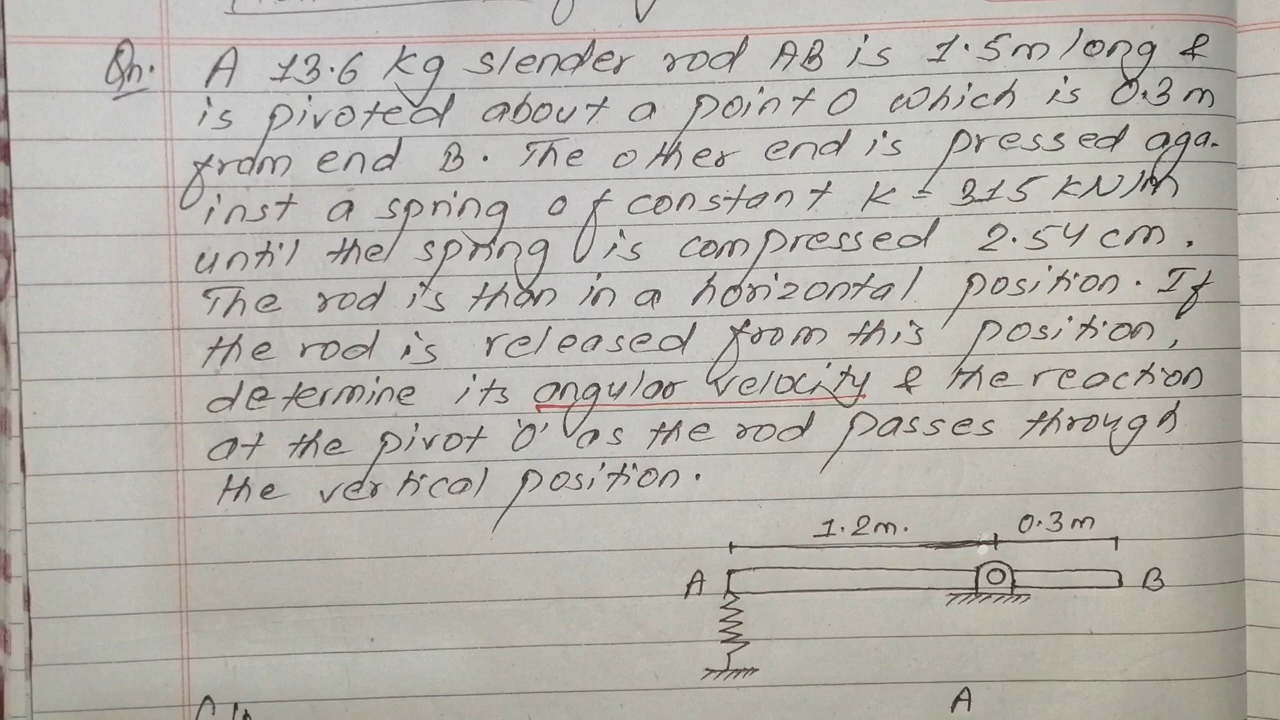 Qn. A 13.6 kg slender rod AB is 1.5m long &
is pivoted about a point O which is 0.3 m
from end B. The other end is pressed aga-
inst a spring of constant K = 315 KN/m
until the spring is compressed 2.54 cm.
The rod is than in a horizontal position. If
the rod is released from this position,
determine its angular velocity & the reaction
at the pivot 'O' as the rod passes through
the vertical position.
1.2m. 0.3m
A B
A